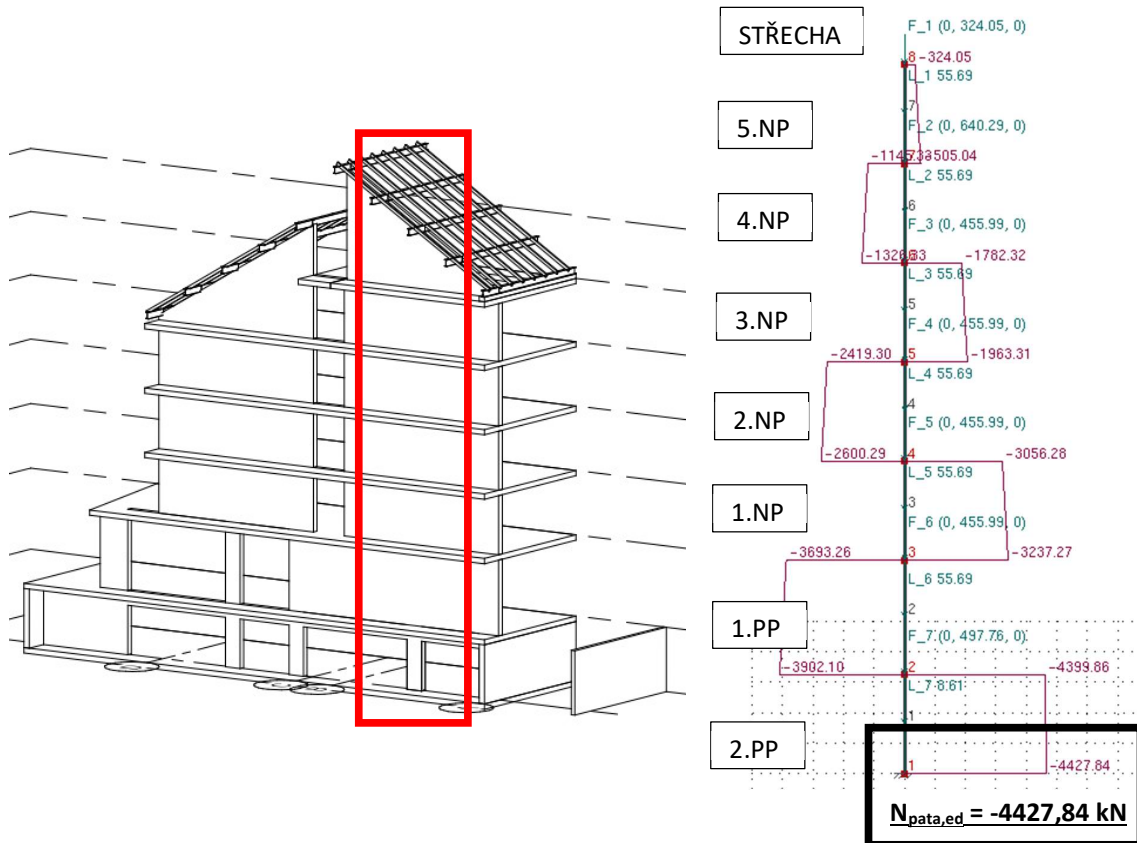 STŘECHA
F_1 (0, 324.05, 0)
8 -324.05
L_1 55.69
7
5.NP
F_2 (0, 640.29, 0)
-505.04
L_2 55.69
6
4.NP
F_3 (0, 455.99, 0)
-1782.32
L_3 55.69
5
3.NP
F_4 (0, 455.99, 0)
-2419.30 5 -1963.31
L_4 55.69
4
2.NP
F_5 (0, 455.99, 0)
-2600.29 4 -3056.28
L_5 55.69
3
1.NP
F_6 (0, 455.99, 0)
-3693.26 3 -3237.27
L_6 55.69
2
1.PP
F_7 (0, 497.76, 0)
-3902.10 2 -4399.86
L_7 8.61
1
2.PP
1 -4427.84
Npata,ed = -4427,84 kN